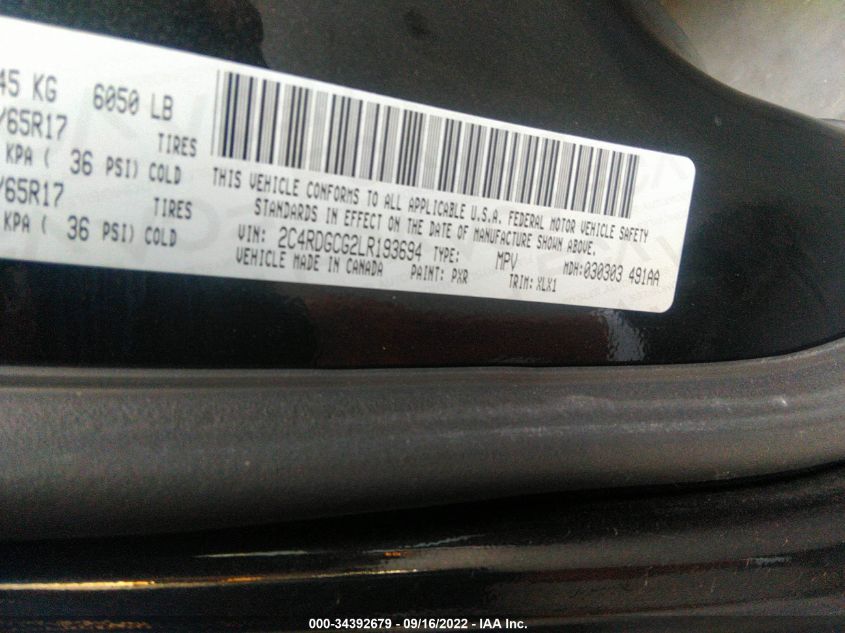 45 KG 6050 LB
/65R17 TIRES
KPA ( 36 PSI) COLD
/65R17 TIRES
KPA ( 36 PSI) COLD
THIS VEHICLE CONFORMS TO ALL APPLICABLE U.S.A. FEDERAL MOTOR VEHICLE SAFETY
STANDARDS IN EFFECT ON THE DATE OF MANUFACTURE SHOWN ABOVE.
VIN: 2C4RDGCG2LR193694 TYPE: MPV MDH:030303 491AA
VEHICLE MADE IN CANADA PAINT: PXR TRIM: XLX1
000-34392679 - 09/16/2022 - IAA Inc.